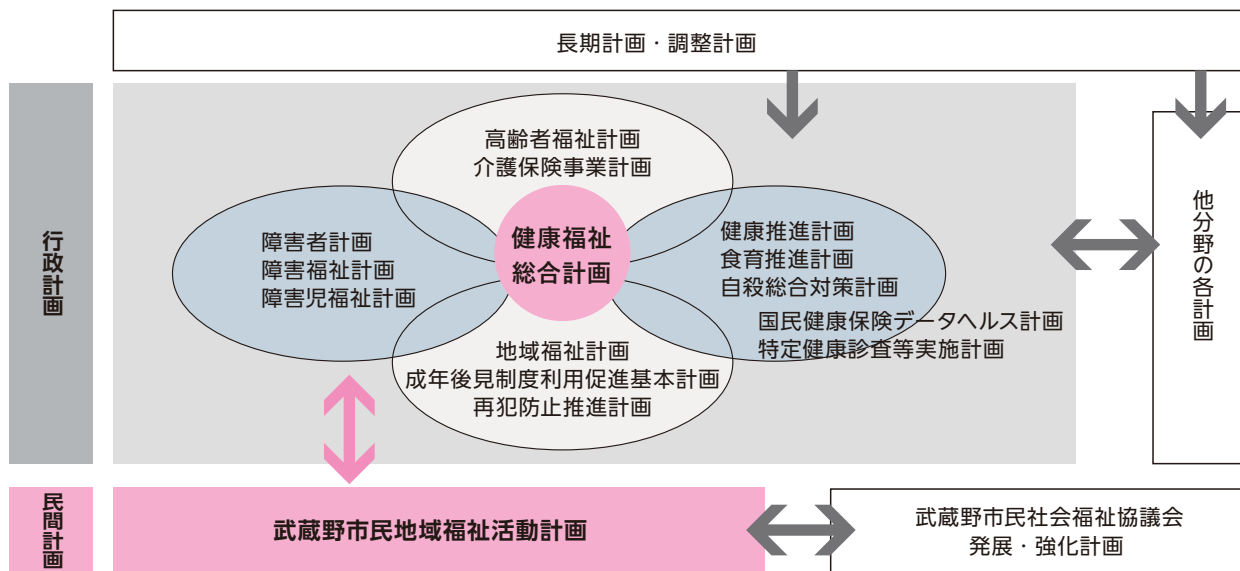 長期計画・調整計画
行政計画
高齢者福祉計画
介護保険事業計画
健康福祉
総合計画
障害者計画
障害福祉計画
障害児福祉計画
健康推進計画
食育推進計画
自殺総合対策計画
国民健康保険データヘルス計画
特定健康診査等実施計画
地域福祉計画
成年後見制度利用促進基本計画
再犯防止推進計画
他分野の各計画
民間計画
武蔵野市民地域福祉活動計画
武蔵野市民社会福祉協議会
発展・強化計画